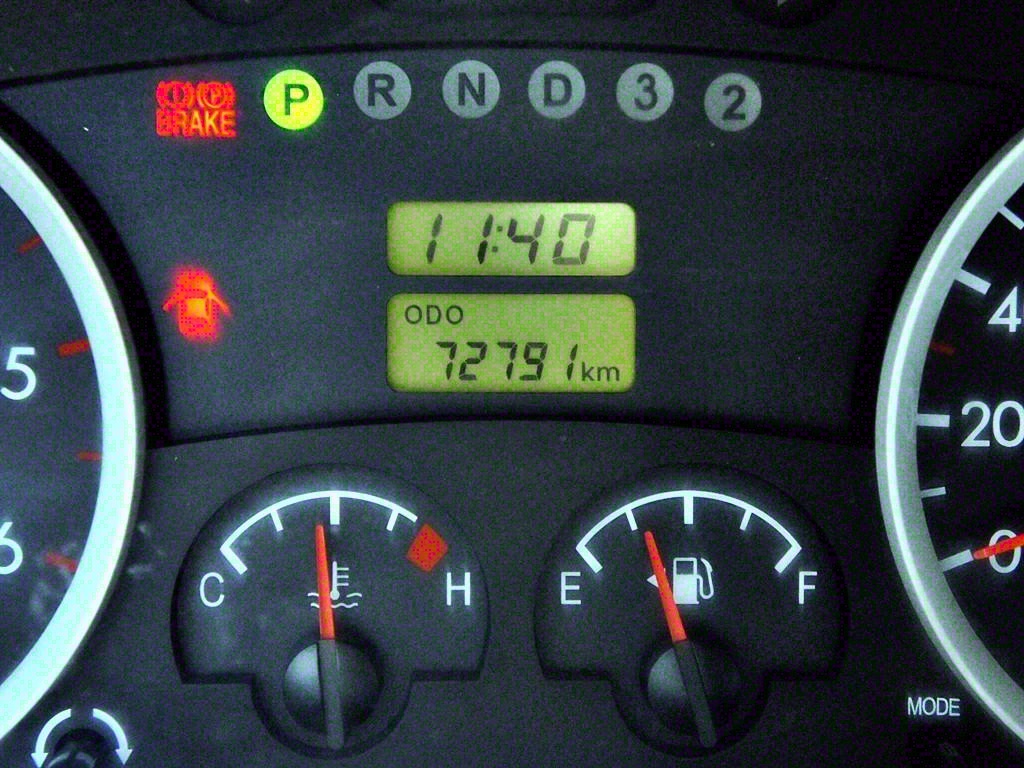 BRAKE P R N D 3 2
11:40
ODO
72791 km
5
6
40
20
0
C H
E F
MODE